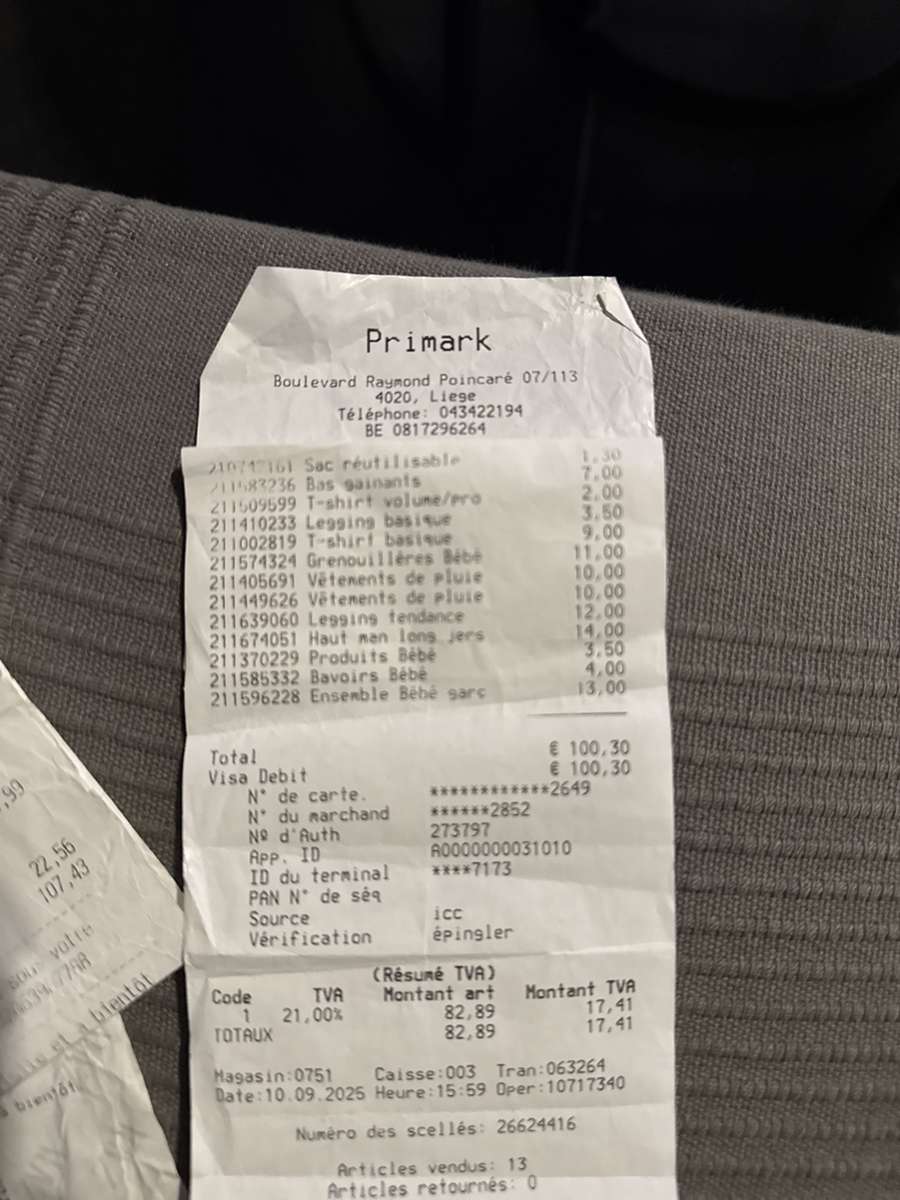 Primark
Boulevard Raymond Poincaré 07/113
4020, Liege
Téléphone: 043422194
BE 0817296264
Sac réutilisable 1,30
211583236 Bas gainants 7,00
211509599 T-shirt volume/pro 2,00
211410233 Legging basique 3,50
211002819 T-shirt basique 9,00
211574324 Grenouillères Bébé 11,00
211405691 Vêtements de pluie 10,00
211449626 Vêtements de pluie 10,00
211639060 Legging tendance 12,00
211674051 Haut man long jers 14,00
211370229 Produits Bébé 3,50
211585332 Bavoirs Bébé 4,00
211596228 Ensemble Bébé garc 13,00
Total € 100,30
Visa Debit € 100,30
N° de carte. ************2649
N° du marchand ******2852
Nº d'Auth 273797
App. ID A0000000031010
ID du terminal ****7173
PAN N° de séq
Source icc
Vérification épingler
(Résumé TVA)
Code TVA Montant art Montant TVA
1 21,00% 82,89 17,41
TOTAUX 82,89 17,41
Magasin:0751 Caisse:003 Tran:063264
Date:10.09.2025 Heure:15:59 Oper:10717340
Numéro des scellés: 26624416
Articles vendus: 13
Articles retournés: 0
,99
22,56
107,43
votre
et à bientôt
bientôt